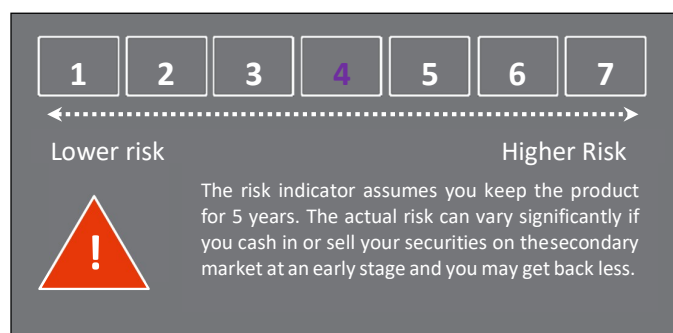 1 2 3 4 5 6 7
Lower risk Higher Risk
!
The risk indicator assumes you keep the product
for 5 years. The actual risk can vary significantly if
you cash in or sell your securities on thesecondary
market at an early stage and you may get back less.